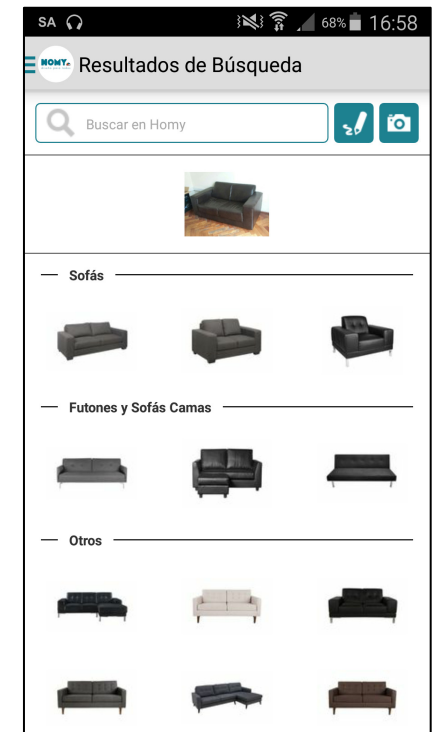 SA 68% 16:58
HOMY. Resultados de Búsqueda
Buscar en Homy
Sofás
Futones y Sofás Camas
Otros